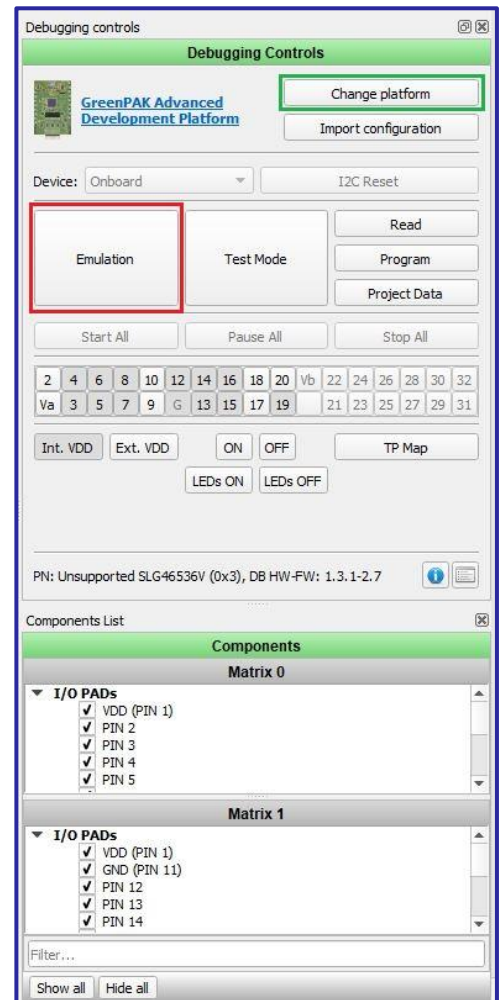 Debugging controls
Debugging Controls
GreenPAK Advanced
Development Platform
Change platform
Import configuration
Device: Onboard
I2C Reset
Emulation
Test Mode
Read
Program
Project Data
Start All
Pause All
Stop All
2 4 6 8 10 12 14 16 18 20 Vb 22 24 26 28 30 32
Va 3 5 7 9 G 13 15 17 19 21 23 25 27 29 31
Int. VDD Ext. VDD ON OFF TP Map
LEDs ON LEDs OFF
PN: Unsupported SLG46536V (0x3), DB HW-FW: 1.3.1-2.7
Components List
Components
Matrix 0
I/O PADs
VDD (PIN 1)
PIN 2
PIN 3
PIN 4
PIN 5
Matrix 1
I/O PADs
VDD (PIN 1)
GND (PIN 11)
PIN 12
PIN 13
PIN 14
Filter...
Show all Hide all